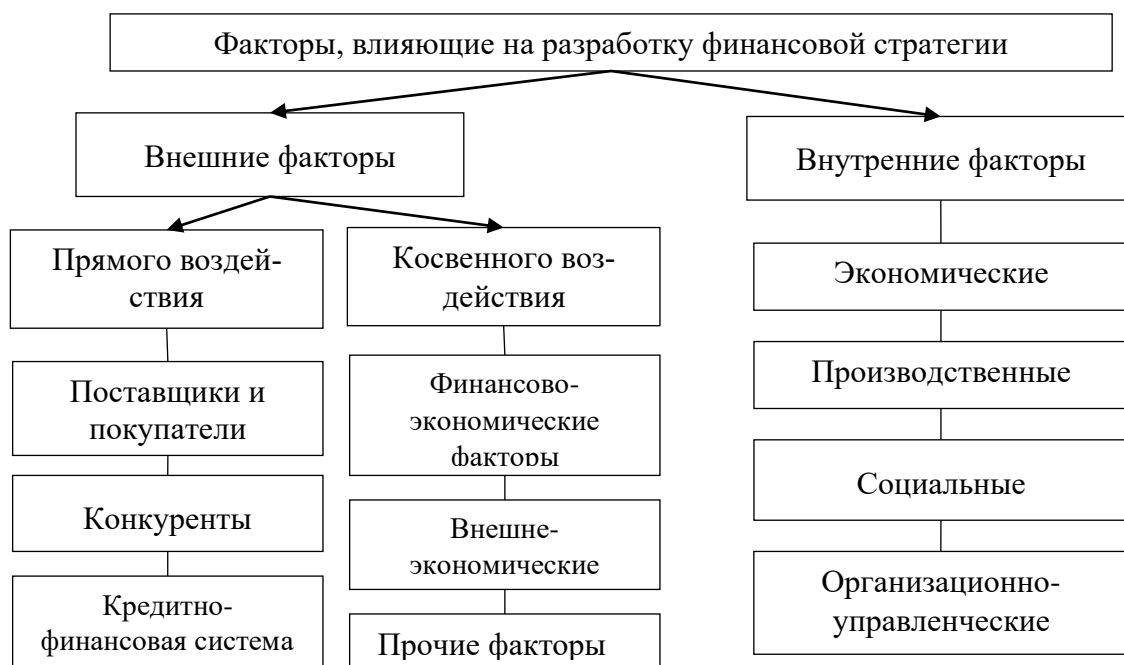 Факторы, влияющие на разработку финансовой стратегии
Внешние факторы
Внутренние факторы
Прямого воздей-
ствия
Косвенного воз-
действия
Экономические
Поставщики и
покупатели
Финансово-
экономические
факторы
Производственные
Конкуренты
Внешне-
экономические
Социальные
Кредитно-
финансовая система
Прочие факторы
Организационно-
управленческие